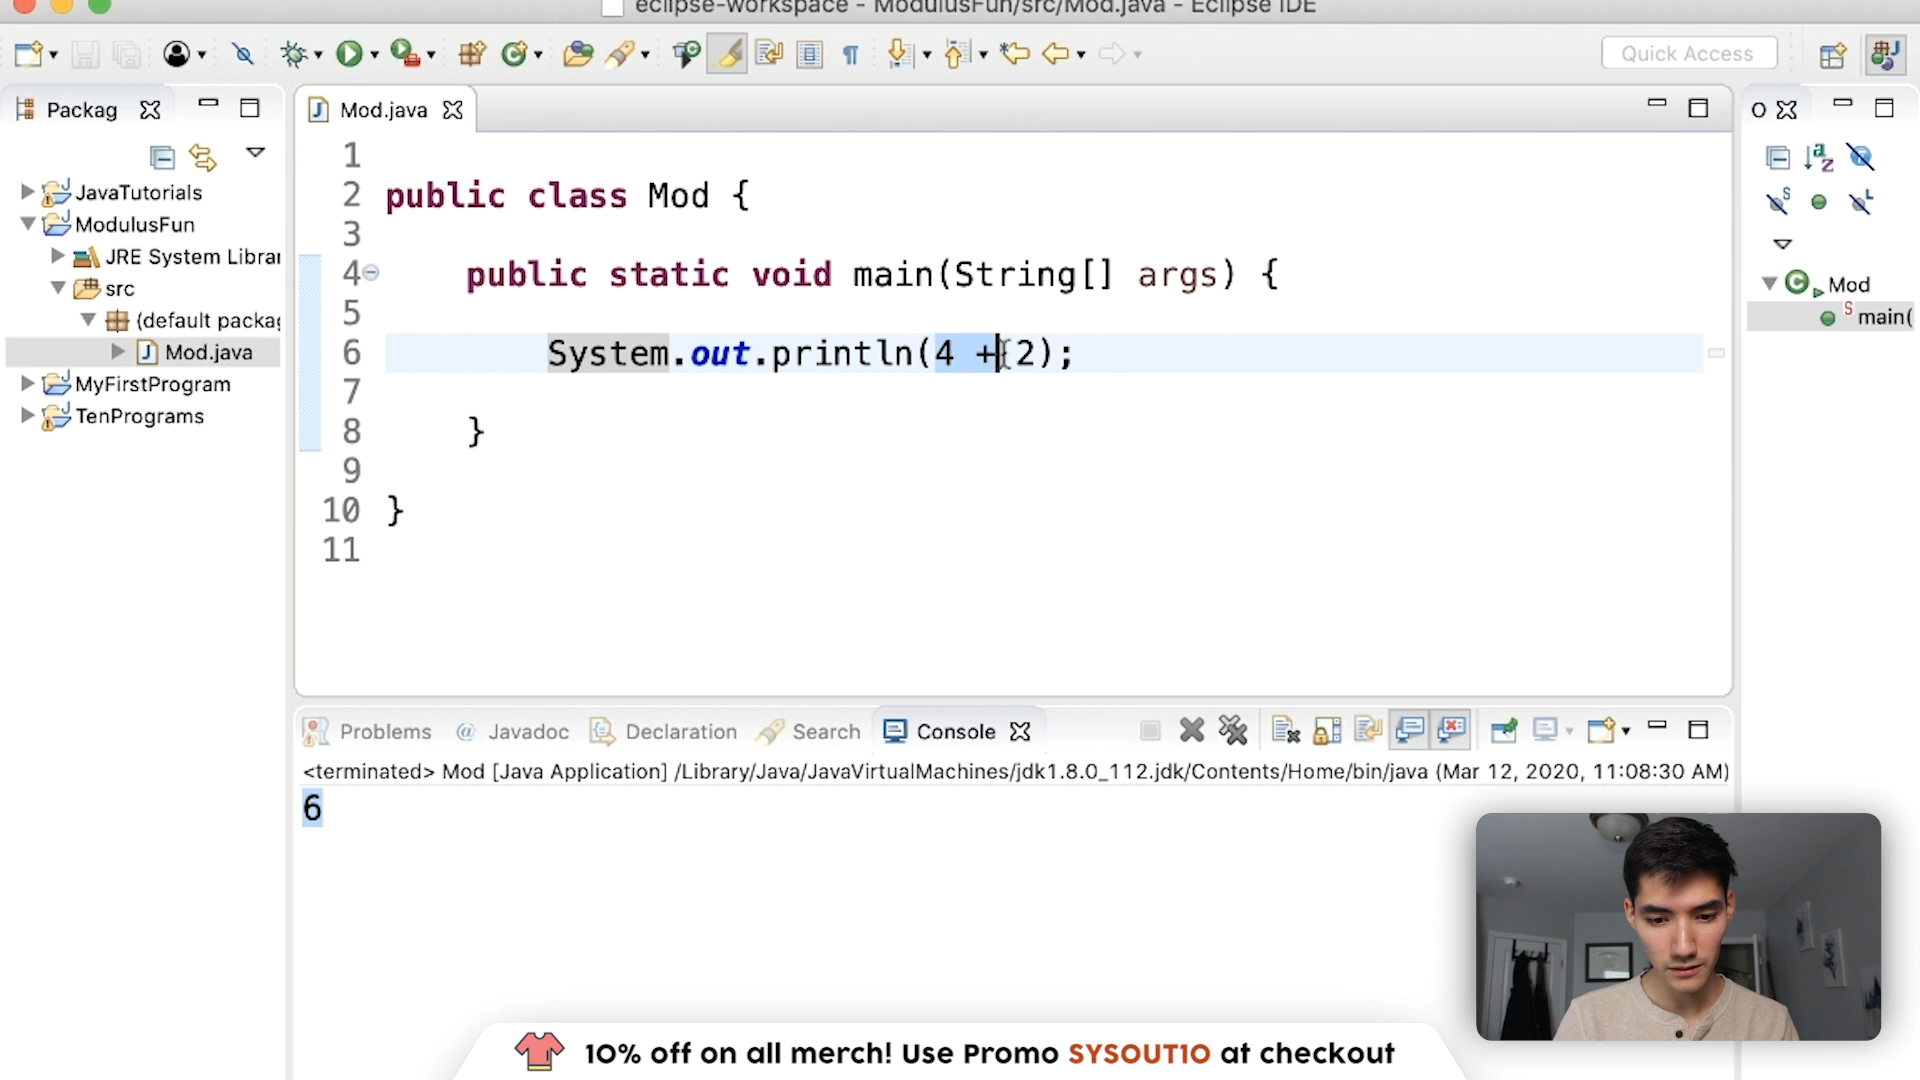 eclipse-workspace - ModulusFun/src/Mod.java - Eclipse IDE
Quick Access
Packag
Mod.java
O
JavaTutorials
ModulusFun
JRE System Librar
src
(default packag
Mod.java
MyFirstProgram
TenPrograms
1
2 public class Mod {
3
4 public static void main(String[] args) {
5
6 System.out.println(4 + 2);
7
8 }
9
10 }
11
Mod
S main(
Problems @ Javadoc Declaration Search Console
<terminated> Mod [Java Application] /Library/Java/JavaVirtualMachines/jdk1.8.0_112.jdk/Contents/Home/bin/java (Mar 12, 2020, 11:08:30 AM)
6
10% off on all merch! Use Promo SYSOUT10 at checkout